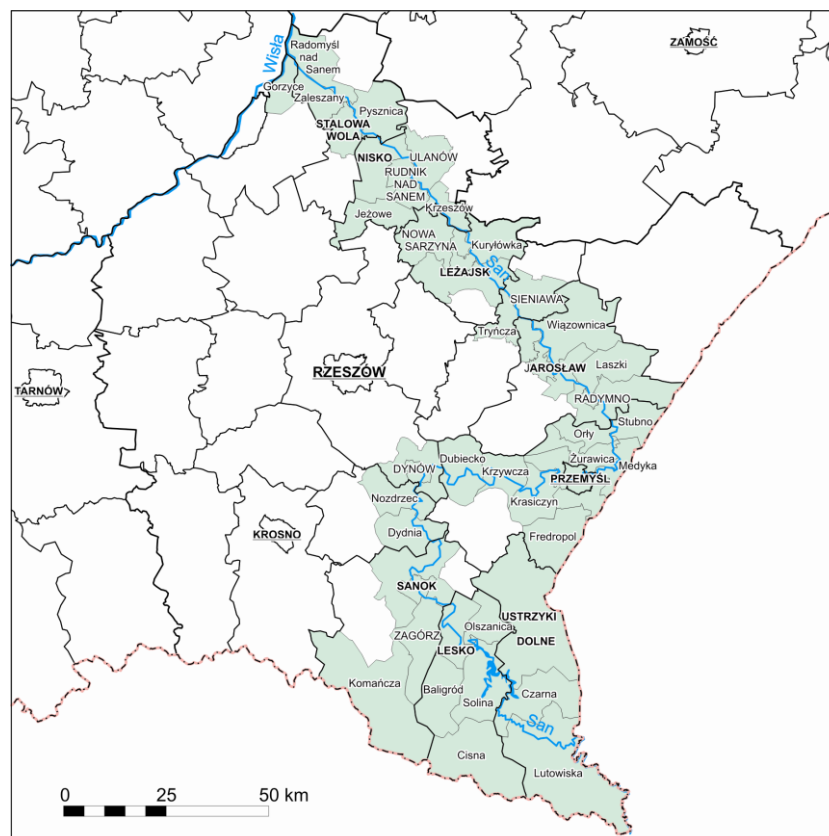 Wisła
Radomyśl
nad
Sanem
ZAMOŚĆ
Gorzyce
Zaleszany
Pysznica
STALOWA
WOLA
NISKO
ULANÓW
RUDNIK
NAD
SANEM
Krzeszów
Jeżowe
NOWA
SARZYNA
Kuryłówka
San
LEŻAJSK
SIENIAWA
Wiązownica
Tryńcza
RZESZÓW
JAROSŁAW
Laszki
TARNÓW
RADYMNO
Stubno
Orły
Dubiecko
Żurawica
DYNÓW
Krzywcza
Medyka
PRZEMYŚL
Nozdrzec
Krasiczyn
Dydnia
KROSNO
Fredropol
SANOK
USTRZYKI
DOLNE
Olszanica
ZAGÓRZ
LESKO
Komańcza
Baligród
Czarna
Solina
San
Cisna
Lutowiska
0 25 50 km